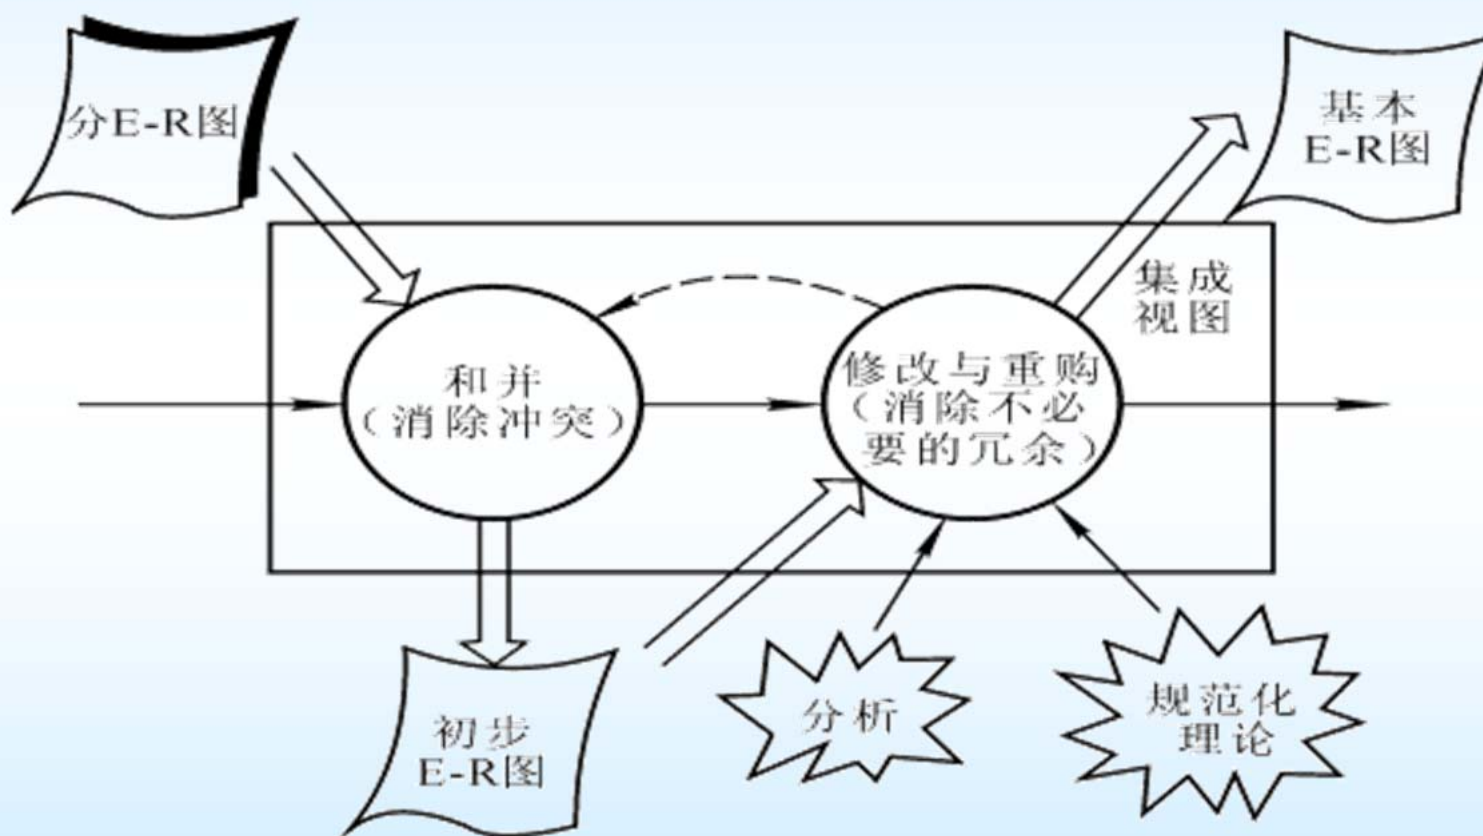 分E-R图
基本
E-R图
集成
视图
和并
（消除冲突）
修改与重购
（消除不必
要的冗余）
初步
E-R图
分析
规范化
理论